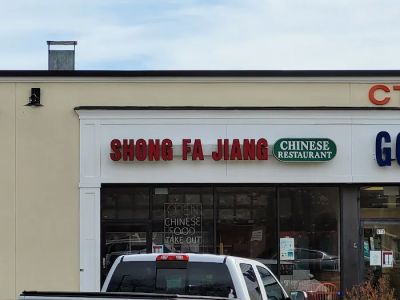 SHONG FA JIANG
CHINESE
RESTAURANT
CHINESE
FOOD
TAKE OUT